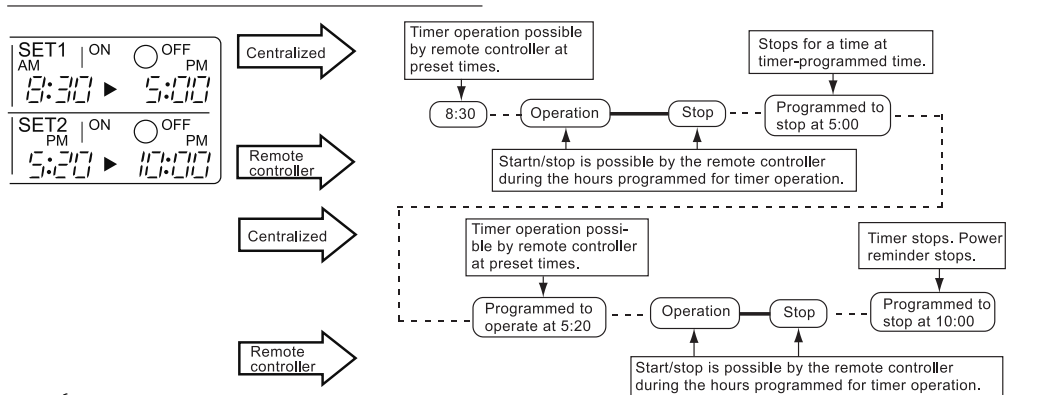 SET1 ON OFF
AM PM
8:30 ▶ 5:00
SET2 ON OFF
PM PM
5:20 ▶ 10:00
Centralized
Timer operation possible
by remote controller at
preset times.
Stops for a time at
timer-programmed time.
8:30
Operation
Stop
Programmed to
stop at 5:00
Remote
controller
Startn/stop is possible by the remote controller
during the hours programmed for timer operation.
Centralized
Timer operation possi-
ble by remote controller
at preset times.
Timer stops. Power
reminder stops.
Programmed to
operate at 5:20
Operation
Stop
Programmed to
stop at 10:00
Remote
controller
Start/stop is possible by the remote controller
during the hours programmed for timer operation.